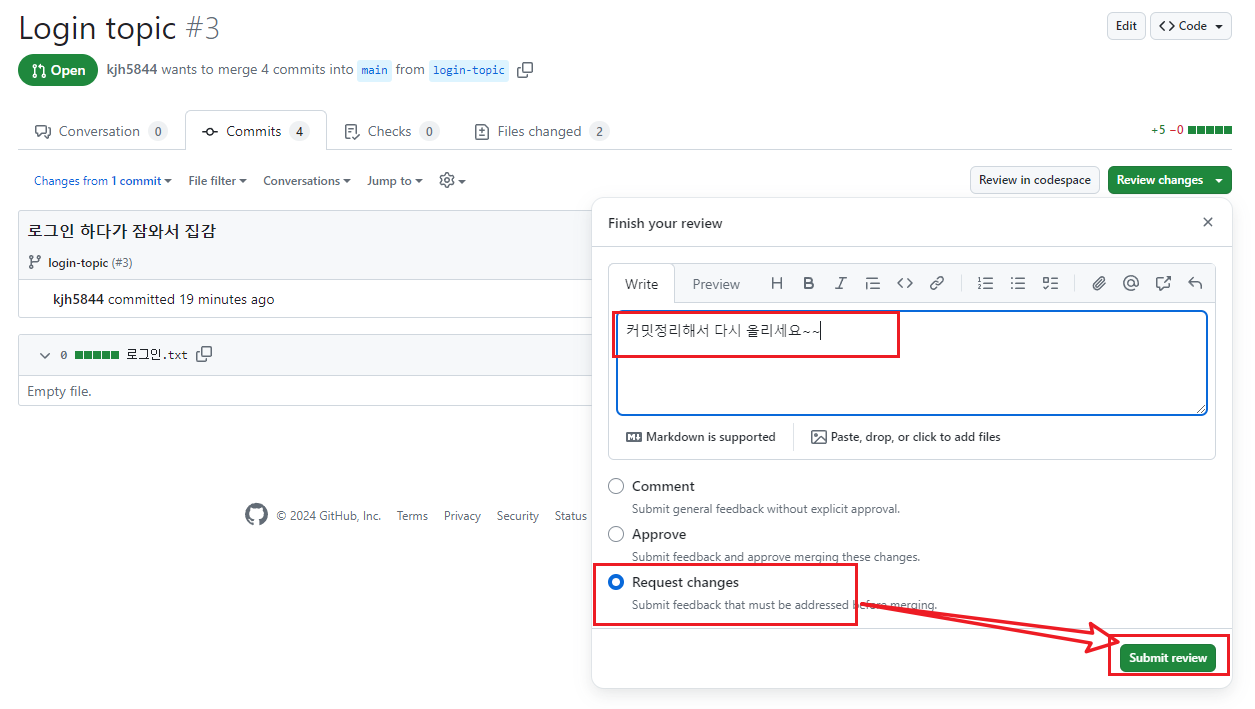 Login topic #3
Edit
Code
Open
kjh5844 wants to merge 4 commits into main from login-topic
Conversation 0
Commits 4
Checks 0
Files changed 2
+5 −0
Changes from 1 commit
File filter
Conversations
Jump to
Review in codespace
Review changes
로그인 하다가 잠와서 집감
login-topic (#3)
kjh5844 committed 19 minutes ago
0 로그인.txt
Empty file.
© 2024 GitHub, Inc. Terms Privacy Security Status
Finish your review
Write
Preview
커밋정리해서 다시 올리세요~~
Markdown is supported
Paste, drop, or click to add files
Comment
Submit general feedback without explicit approval.
Approve
Submit feedback and approve merging these changes.
Request changes
Submit feedback that must be addressed before merging.
Submit review